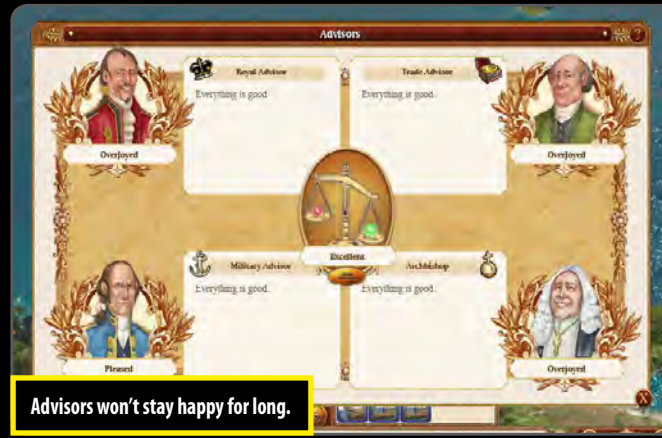 Advisors
?
Royal Advisor
Everything is good.
Trade Advisor
Everything is good.
Overjoyed
Overjoyed
Excellent
Military Advisor
Everything is good.
Archbishop
Everything is good.
Pleased
Overjoyed
X
Advisors won't stay happy for long.